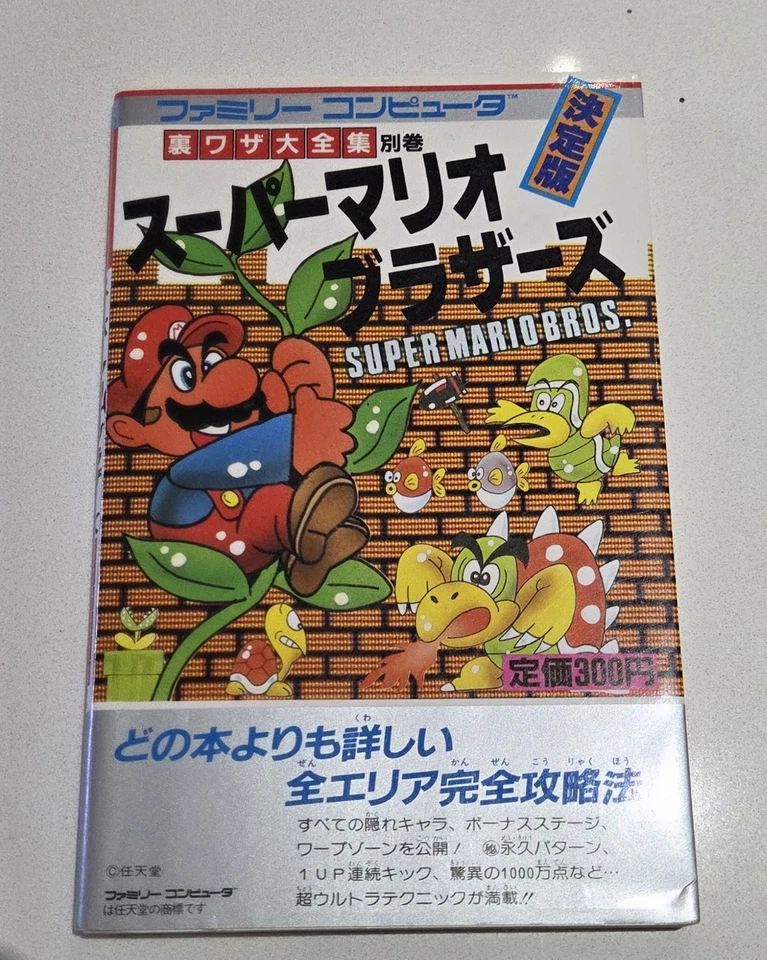 ファミリー コンピュータ™
決定版
裏ワザ大全集 別巻
スーパーマリオ
ブラザーズ
SUPER MARIO BROS.
M
定価300円
どの本よりも詳しい
全エリア完全攻略法
すべての隠れキャラ、ボーナスステージ、
ワープゾーンを公開! ㊙永久パターン、
1UP連続キック、驚異の1000万点など…
超ウルトラテクニックが満載!!
©任天堂
ファミリー コンピュータ
は任天堂の商標です